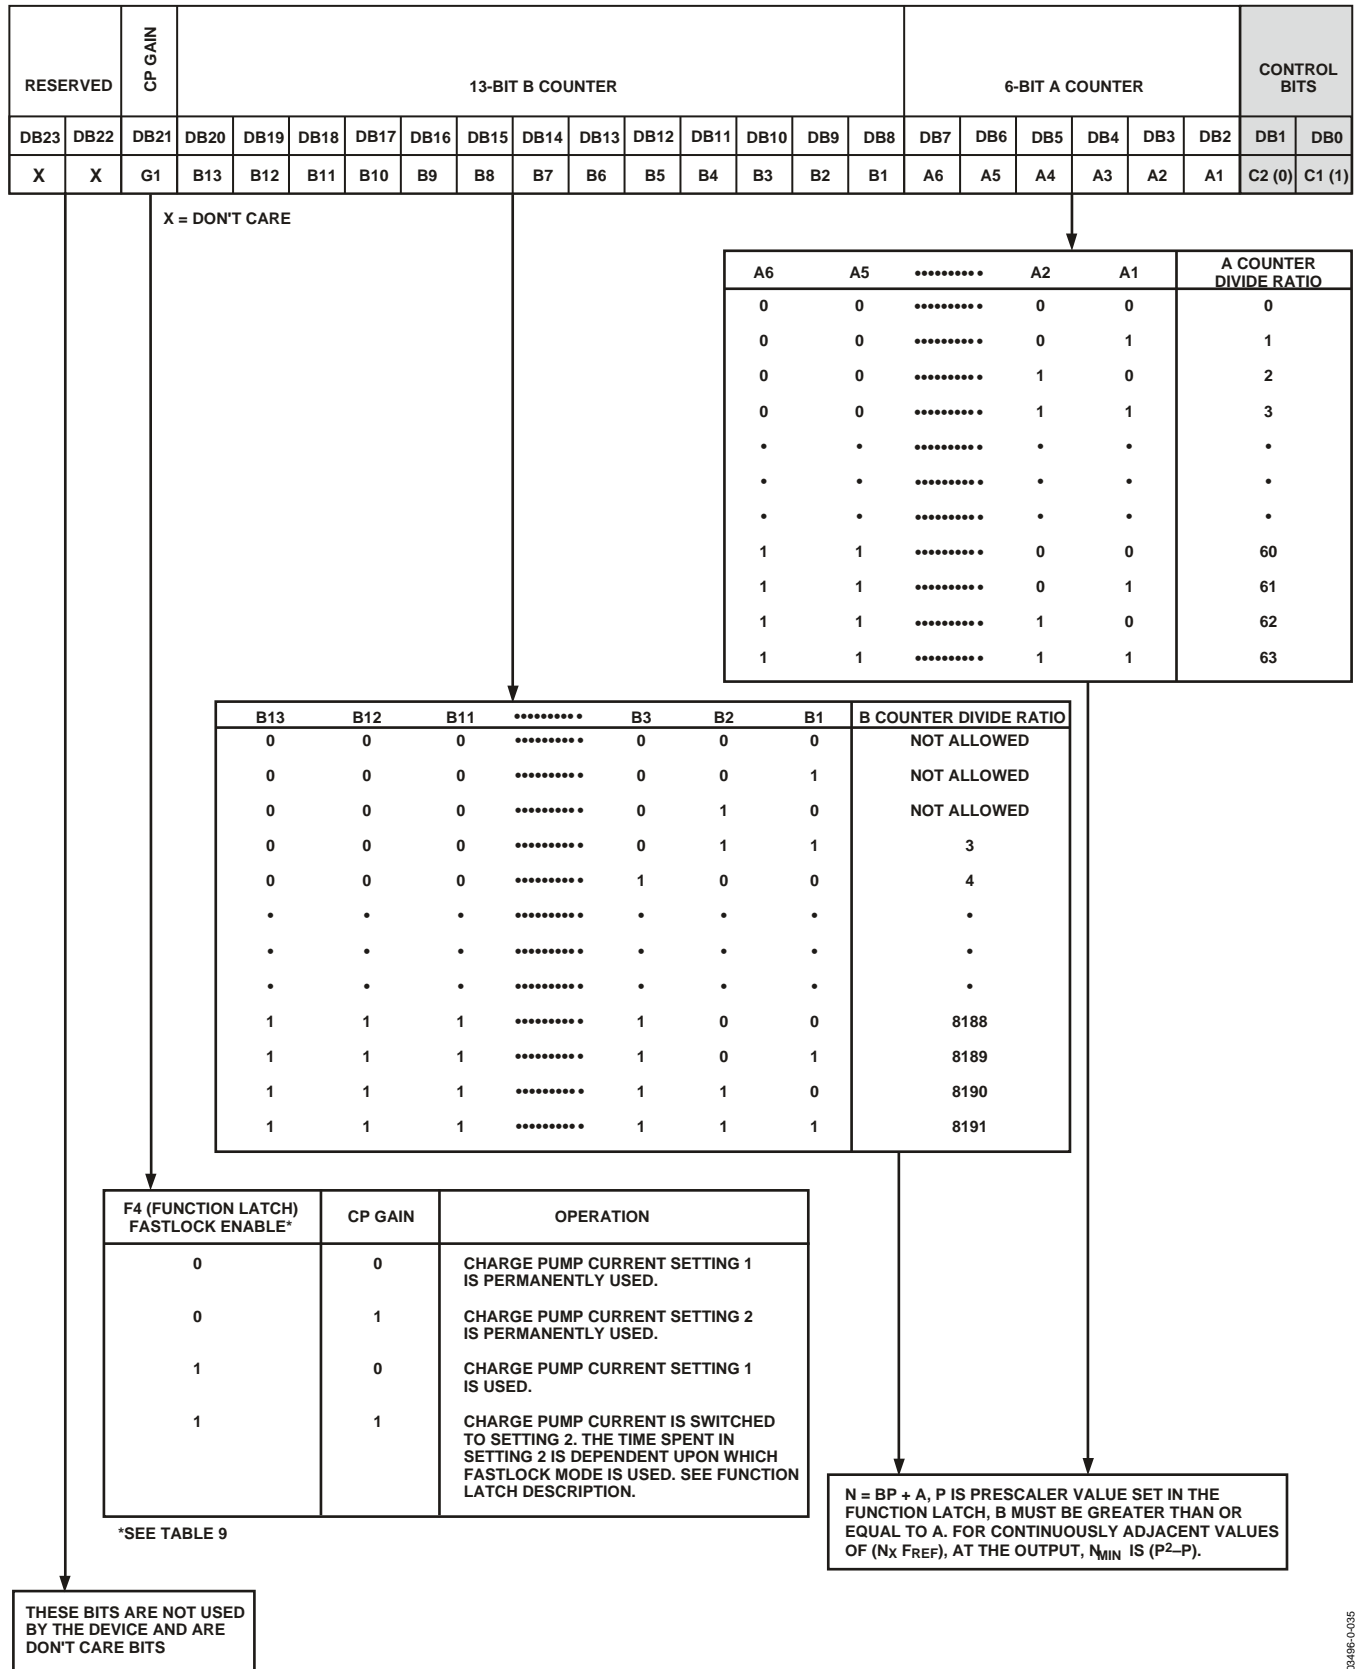 RESERVED CP GAIN 13-BIT B COUNTER 6-BIT A COUNTER CONTROL BITS
DB23 DB22 DB21 DB20 DB19 DB18 DB17 DB16 DB15 DB14 DB13 DB12 DB11 DB10 DB9 DB8 DB7 DB6 DB5 DB4 DB3 DB2 DB1 DB0
X X G1 B13 B12 B11 B10 B9 B8 B7 B6 B5 B4 B3 B2 B1 A6 A5 A4 A3 A2 A1 C2 (0) C1 (1)
X = DON'T CARE
A6 A5 •••••••••• A2 A1 A COUNTER DIVIDE RATIO
0 0 •••••••••• 0 0 0
0 0 •••••••••• 0 1 1
0 0 •••••••••• 1 0 2
0 0 •••••••••• 1 1 3
• • •••••••••• • • •
• • •••••••••• • • •
• • •••••••••• • • •
1 1 •••••••••• 0 0 60
1 1 •••••••••• 0 1 61
1 1 •••••••••• 1 0 62
1 1 •••••••••• 1 1 63
B13 B12 B11 •••••••••• B3 B2 B1 B COUNTER DIVIDE RATIO
0 0 0 •••••••••• 0 0 0 NOT ALLOWED
0 0 0 •••••••••• 0 0 1 NOT ALLOWED
0 0 0 •••••••••• 0 1 0 NOT ALLOWED
0 0 0 •••••••••• 0 1 1 3
0 0 0 •••••••••• 1 0 0 4
• • • •••••••••• • • • •
• • • •••••••••• • • • •
• • • •••••••••• • • • •
1 1 1 •••••••••• 1 0 0 8188
1 1 1 •••••••••• 1 0 1 8189
1 1 1 •••••••••• 1 1 0 8190
1 1 1 •••••••••• 1 1 1 8191
F4 (FUNCTION LATCH)
FASTLOCK ENABLE* CP GAIN OPERATION
0 0 CHARGE PUMP CURRENT SETTING 1
IS PERMANENTLY USED.
0 1 CHARGE PUMP CURRENT SETTING 2
IS PERMANENTLY USED.
1 0 CHARGE PUMP CURRENT SETTING 1
IS USED.
1 1 CHARGE PUMP CURRENT IS SWITCHED
TO SETTING 2. THE TIME SPENT IN
SETTING 2 IS DEPENDENT UPON WHICH
FASTLOCK MODE IS USED. SEE FUNCTION
LATCH DESCRIPTION.
*SEE TABLE 9
N = BP + A, P IS PRESCALER VALUE SET IN THE
FUNCTION LATCH, B MUST BE GREATER THAN OR
EQUAL TO A. FOR CONTINUOUSLY ADJACENT VALUES
OF (NX FREF), AT THE OUTPUT, NMIN IS (P2–P).
THESE BITS ARE NOT USED
BY THE DEVICE AND ARE
DON'T CARE BITS
03496-0-035